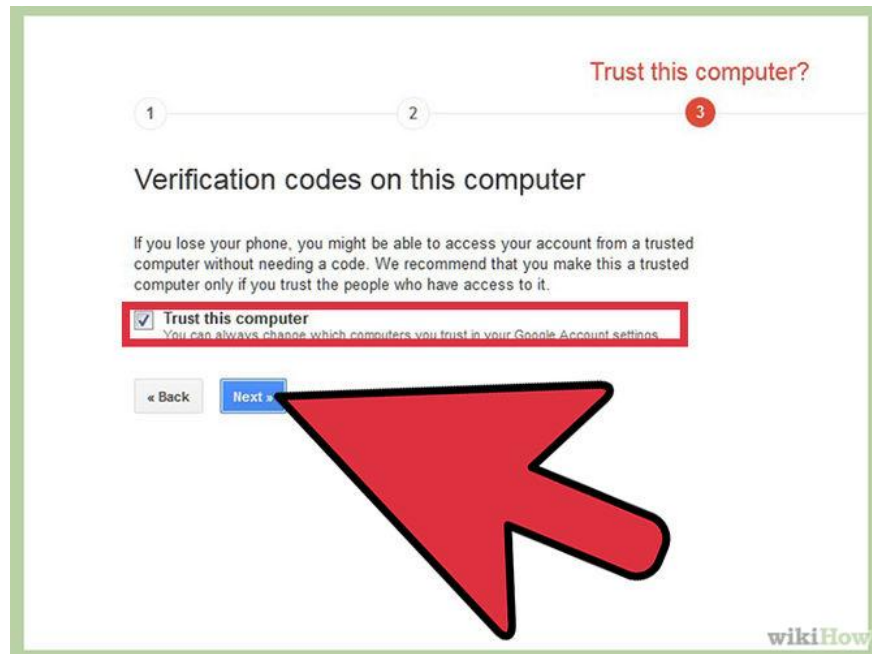 Trust this computer?
1 2 3
Verification codes on this computer
If you lose your phone, you might be able to access your account from a trusted
computer without needing a code. We recommend that you make this a trusted
computer only if you trust the people who have access to it.
Trust this computer
You can always change which computers you trust in your Google Account settings.
« Back Next »
wikiHow